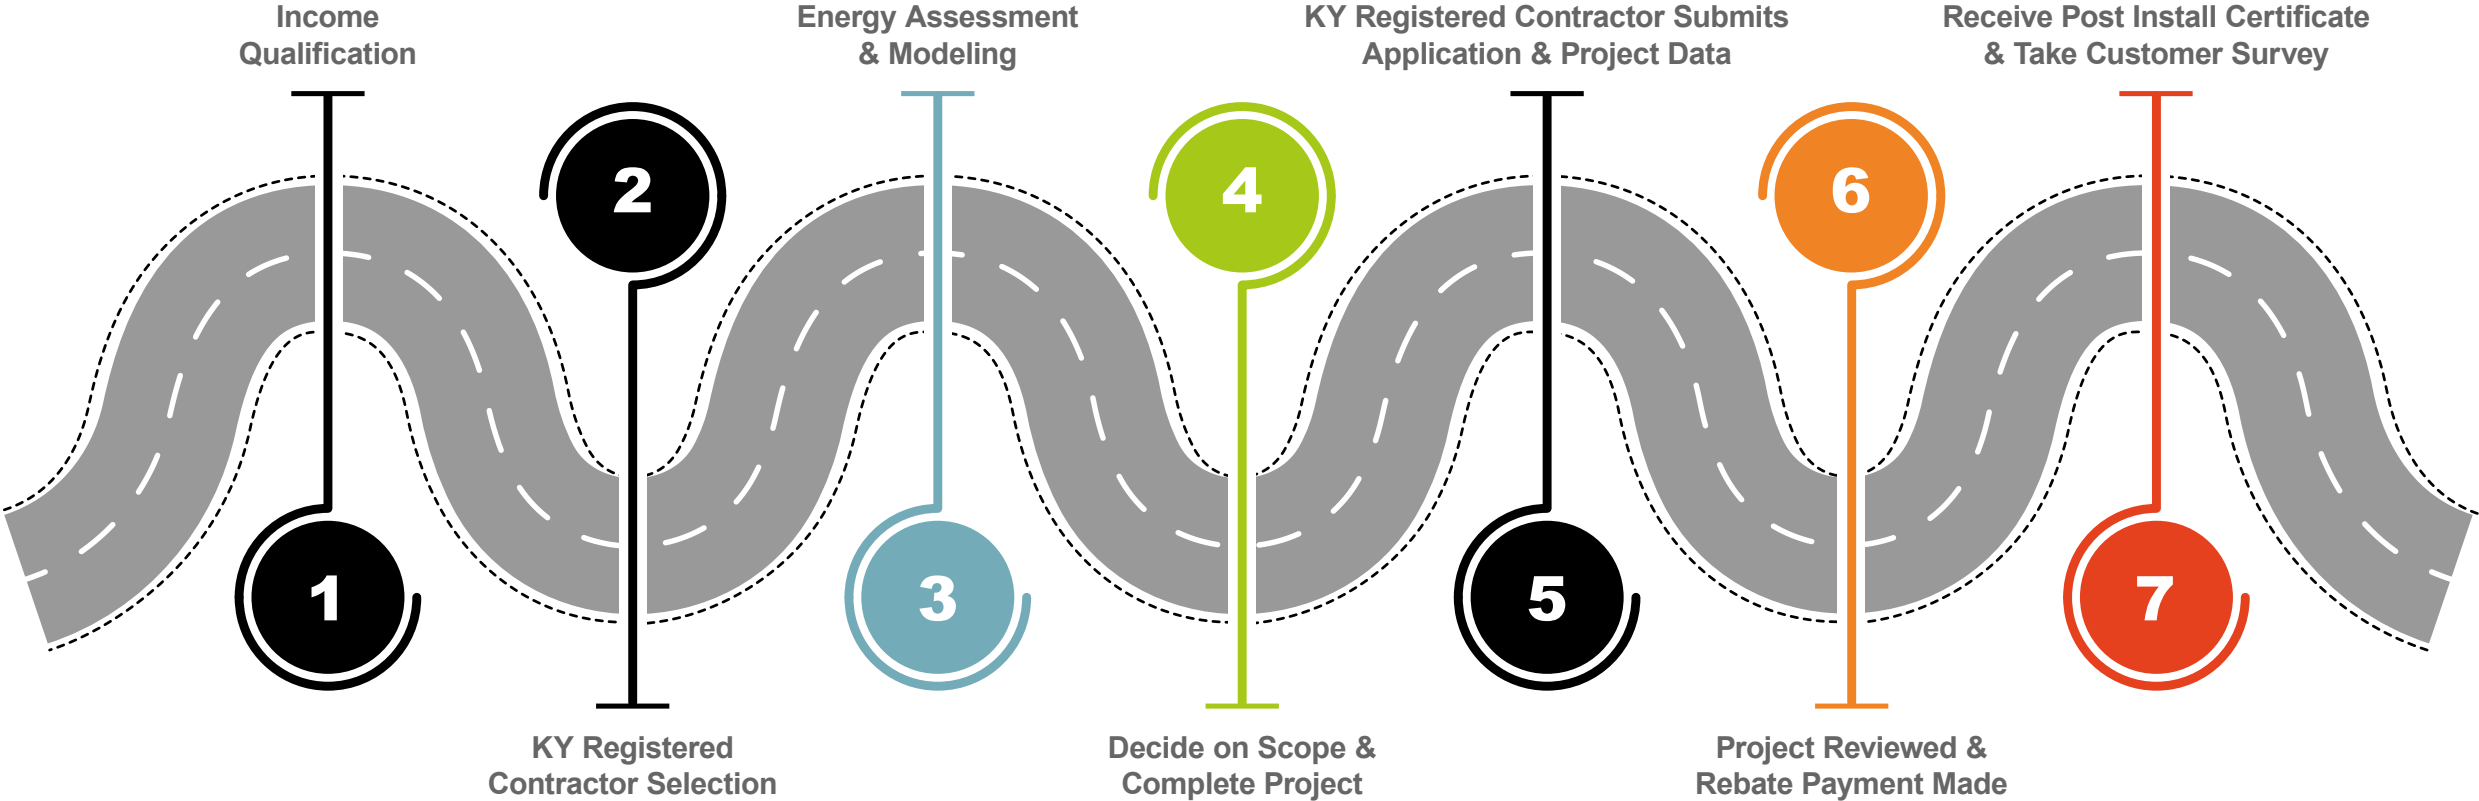 Income
Qualification
1
2
KY Registered
Contractor Selection
Energy Assessment
& Modeling
3
4
Decide on Scope &
Complete Project
KY Registered Contractor Submits
Application & Project Data
5
6
Project Reviewed &
Rebate Payment Made
Receive Post Install Certificate
& Take Customer Survey
7